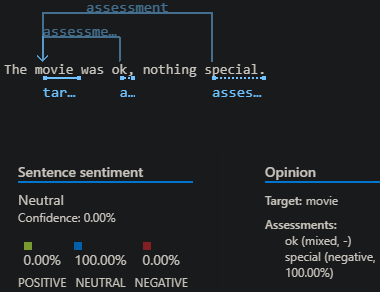 assessment
assessme…
The movie was ok, nothing special.
tar… a… asses…
Sentence sentiment
Neutral
Confidence: 0.00%
0.00% 100.00% 0.00%
POSITIVE NEUTRAL NEGATIVE
Opinion
Target: movie
Assessments:
ok (mixed, -)
special (negative,
100.00%)